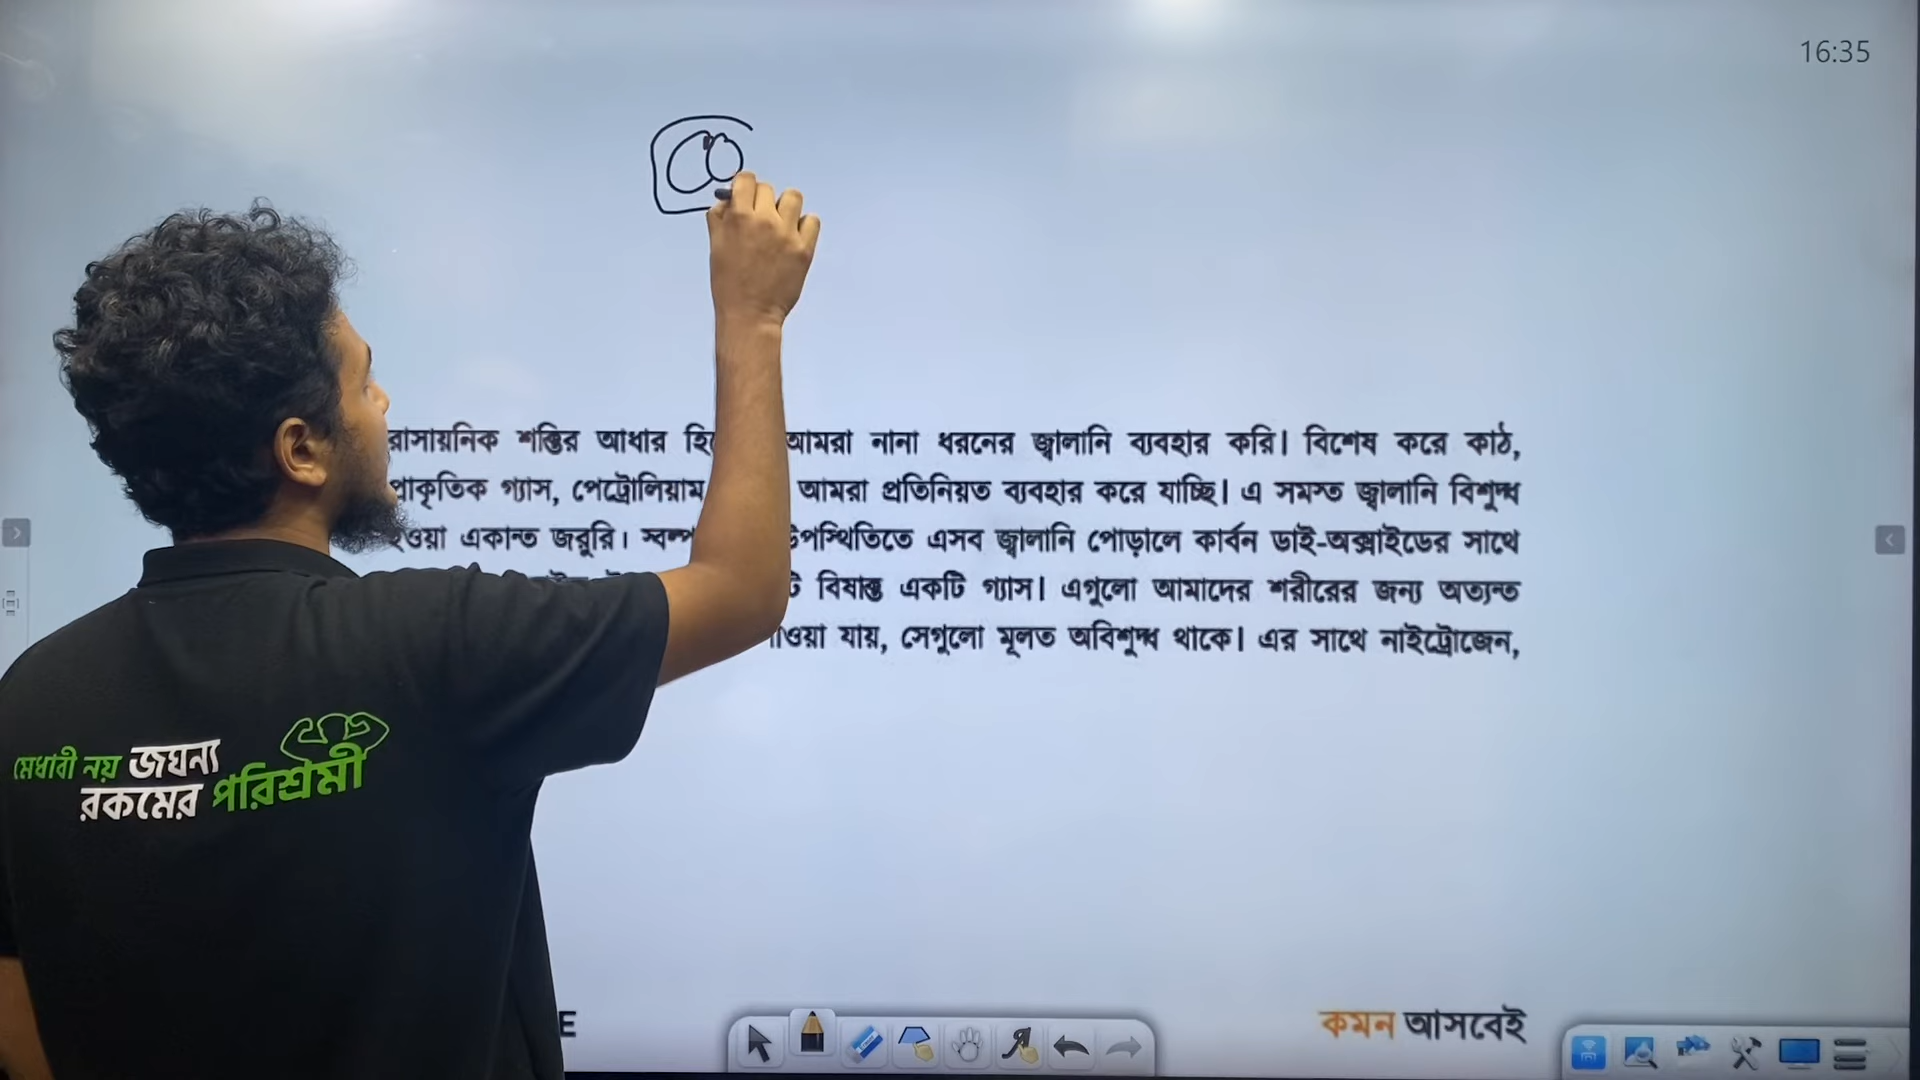 16:35
CO
রাসায়নিক শক্তির আধার আমরা নানা ধরনের জ্বালানি ব্যবহার করি। বিশেষ করে কাঠ,
প্রাকৃতিক গ্যাস, পেট্রোলিয়াম আমরা প্রতিনিয়ত ব্যবহার করে যাচ্ছি। এ সমস্ত জ্বালানি বিশুদ্ধ
হওয়া একান্ত জরুরি। উপস্থিতিতে এসব জ্বালানি পোড়ালে কার্বন ডাই-অক্সাইডের সাথে
বিষাক্ত একটি গ্যাস। এগুলো আমাদের শরীরের জন্য অত্যন্ত
যায়, সেগুলো মূলত অবিশুদ্ধ থাকে। এর সাথে নাইট্রোজেন,
মেধাবী নয় জঘন্য
রকমের পরিশ্রমী
কমন আসবেই